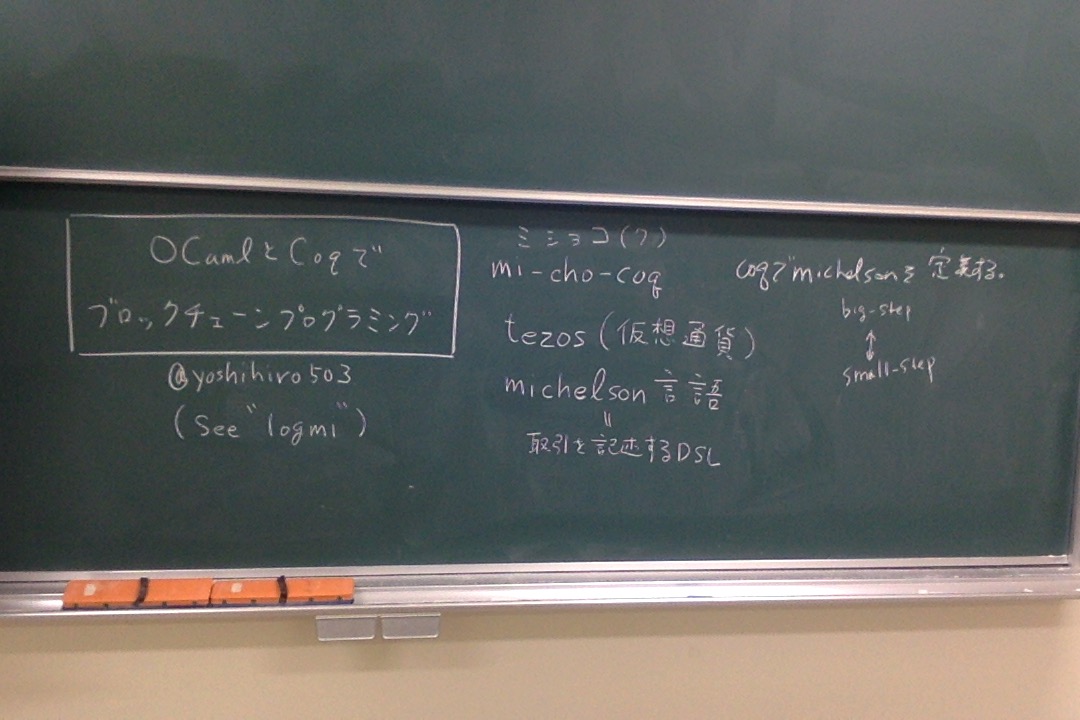 OCamlとCoqで
ブロックチェーンプログラミング
@yoshihiro503
(See "logmi")
ミショコ(?)
mi-cho-coq
tezos(仮想通貨)
michelson言語
=
取引を記述するDSL
coqでmichelsonを定義する。
big-step
↕
small-step